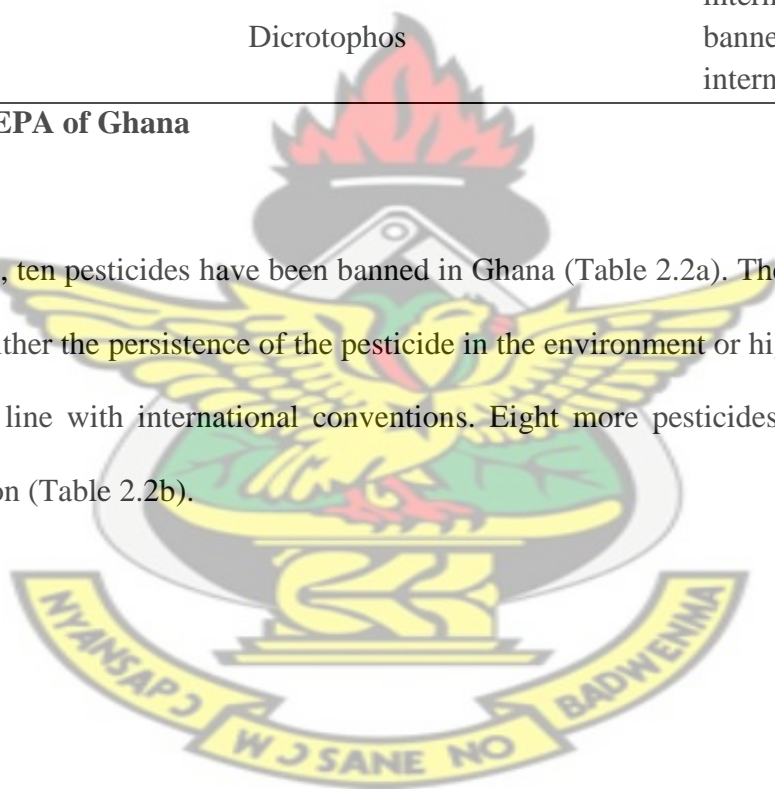 Dicrotophos
EPA of Ghana
, ten pesticides have been banned in Ghana (Table 2.2a). The
the persistence of the pesticide in the environment or hi
line with international conventions. Eight more pesticides
(Table 2.2b).
NYANSAPƆ WƆSANE NO BADWENMA